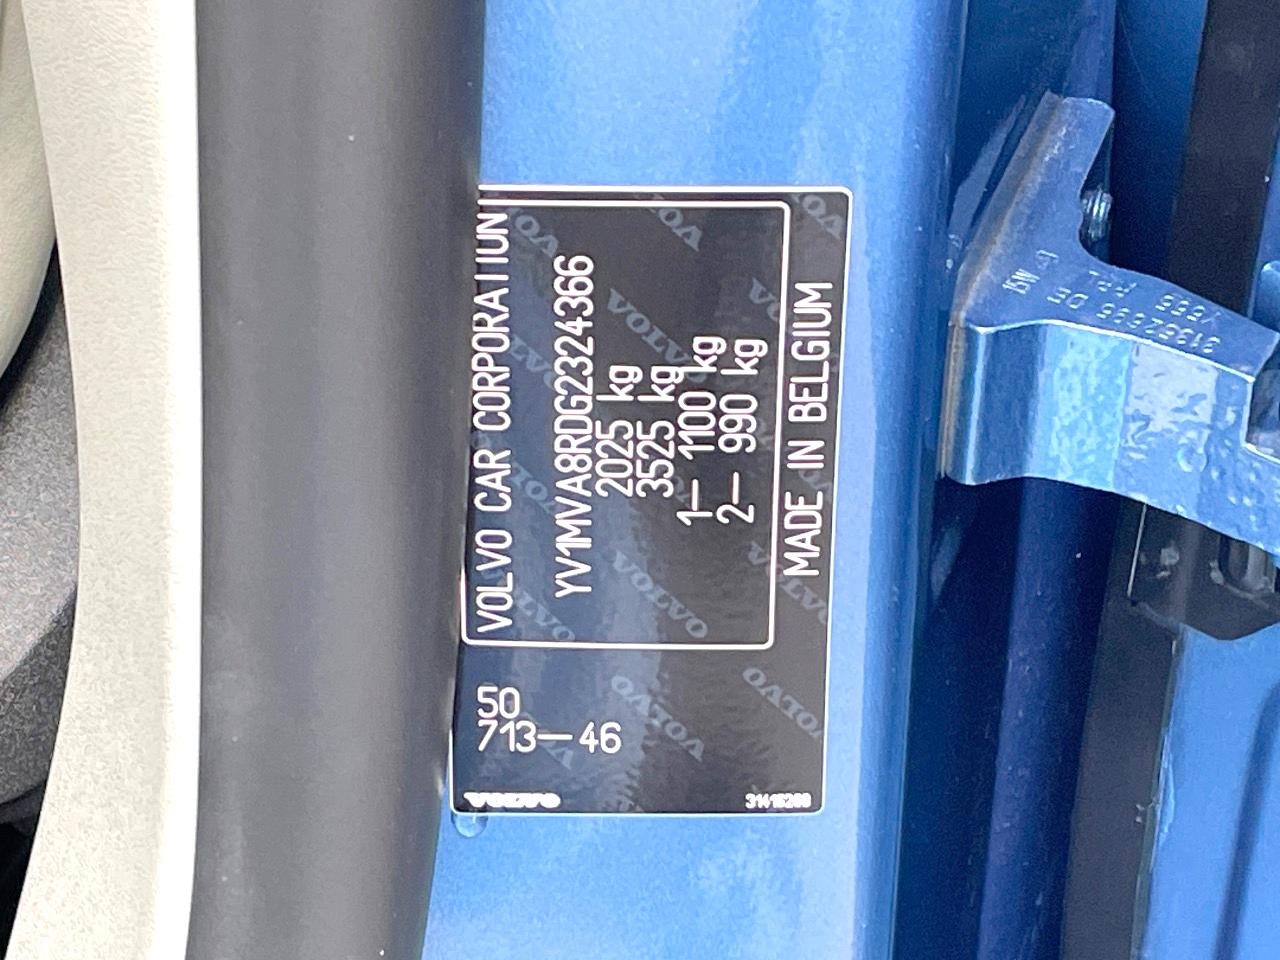 VOLVO CAR CORPORATION
YV1MVA8RDG2324366
2025 kg
3525 kg
1– 1100 kg
2– 990 kg
MADE IN BELGIUM
50
713–46
VOLVO